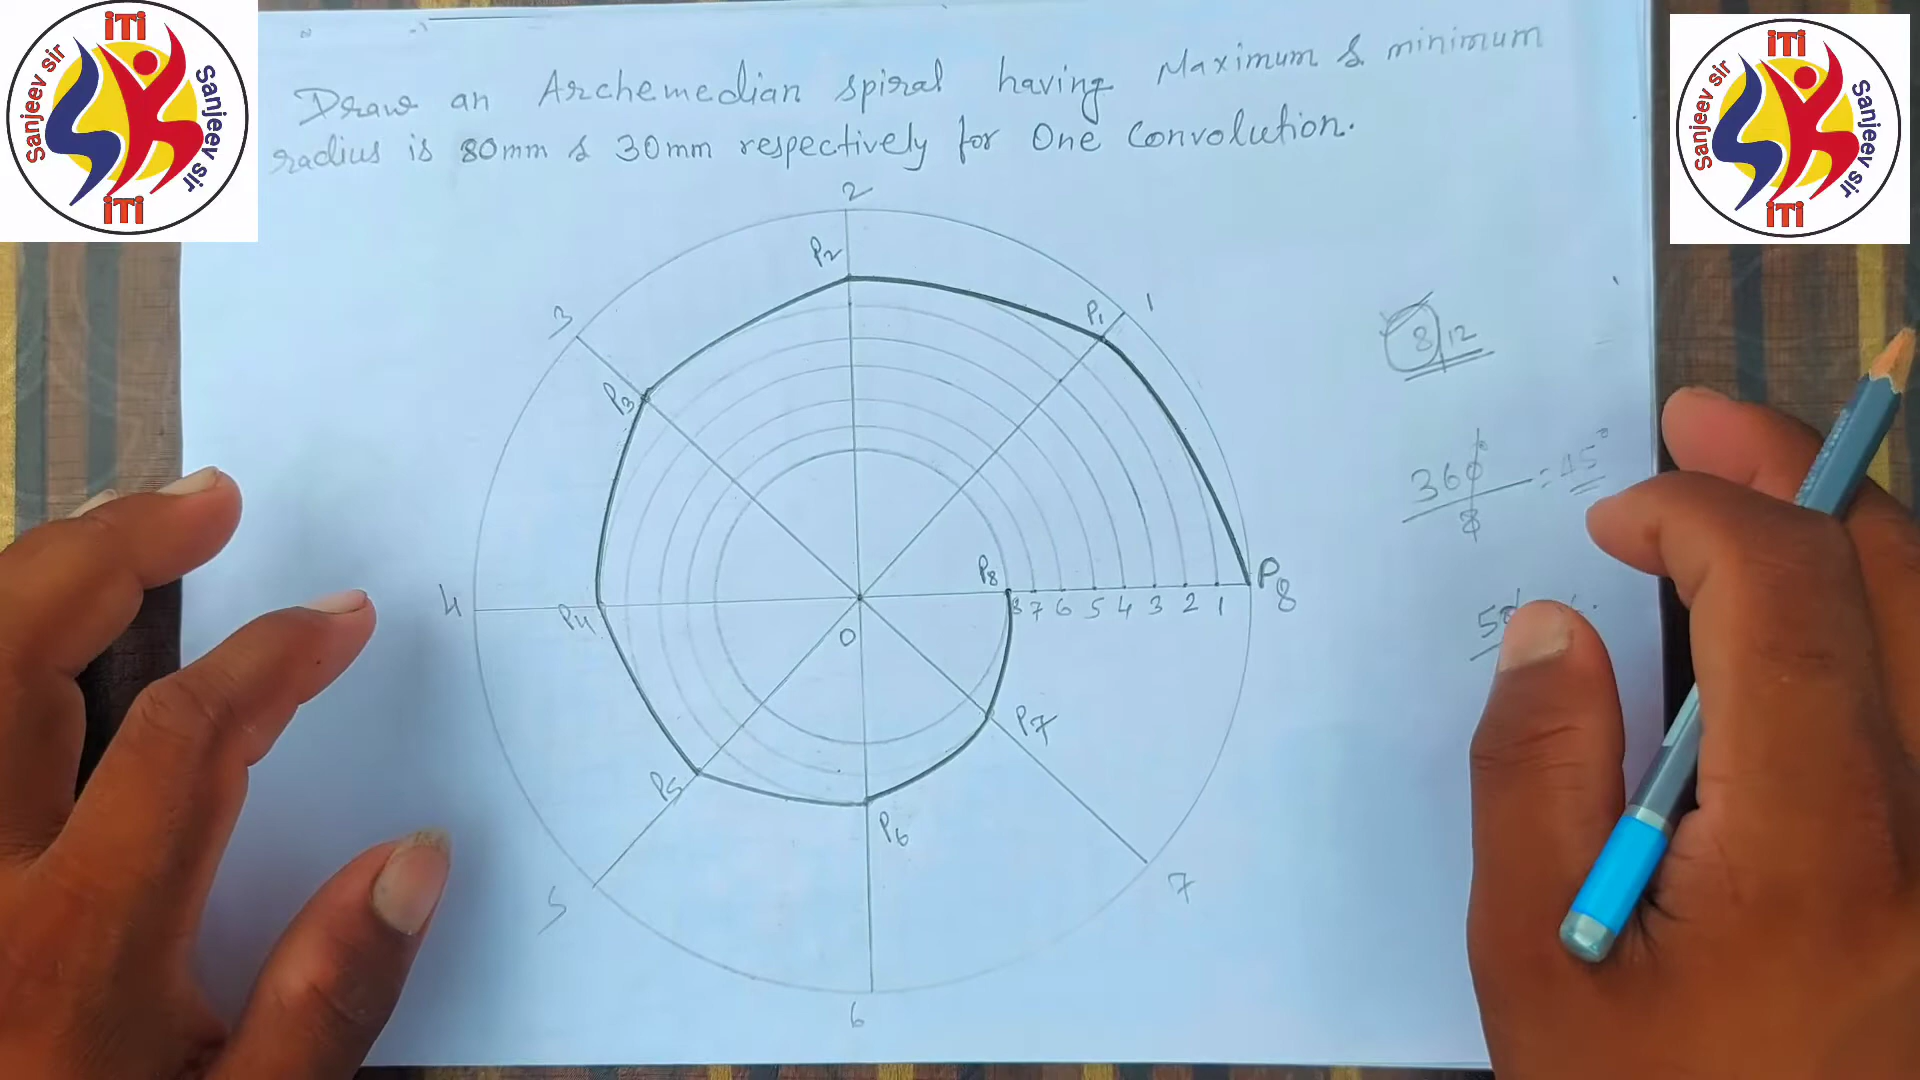 iTi
Sanjeev sir
Sanjeev sir
iTi
iTi
Sanjeev sir
Sanjeev sir
iTi
Draw an Archemedian spiral having Maximum & minimum
radius is 80mm & 30mm respectively for One Convolution.
2
P2
P1 1
3
8 12
P3
360°
8
= 45°
P8 P
8 7 6 5 4 3 2 1 8
4 P4
O
P7
P5
P6
5 7
6